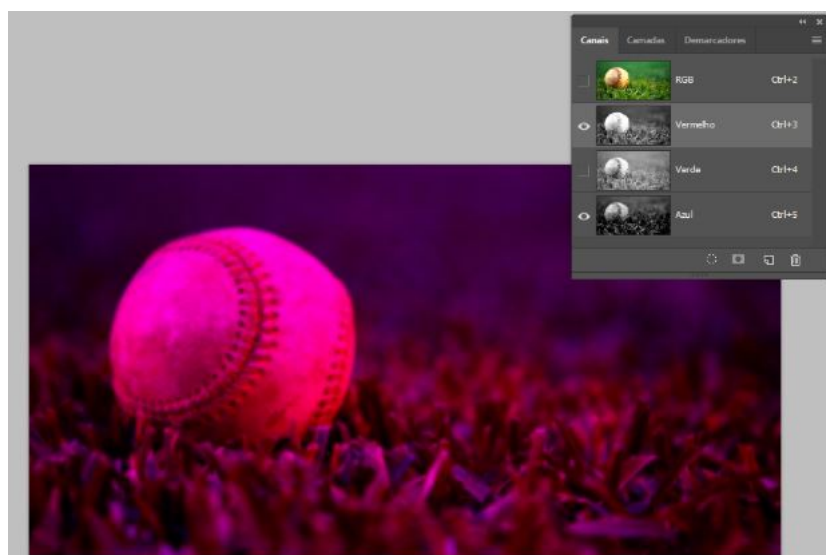 Canais Camadas Demarcadores
RGB Ctrl+2
Vermelho Ctrl+3
Verde Ctrl+4
Azul Ctrl+5